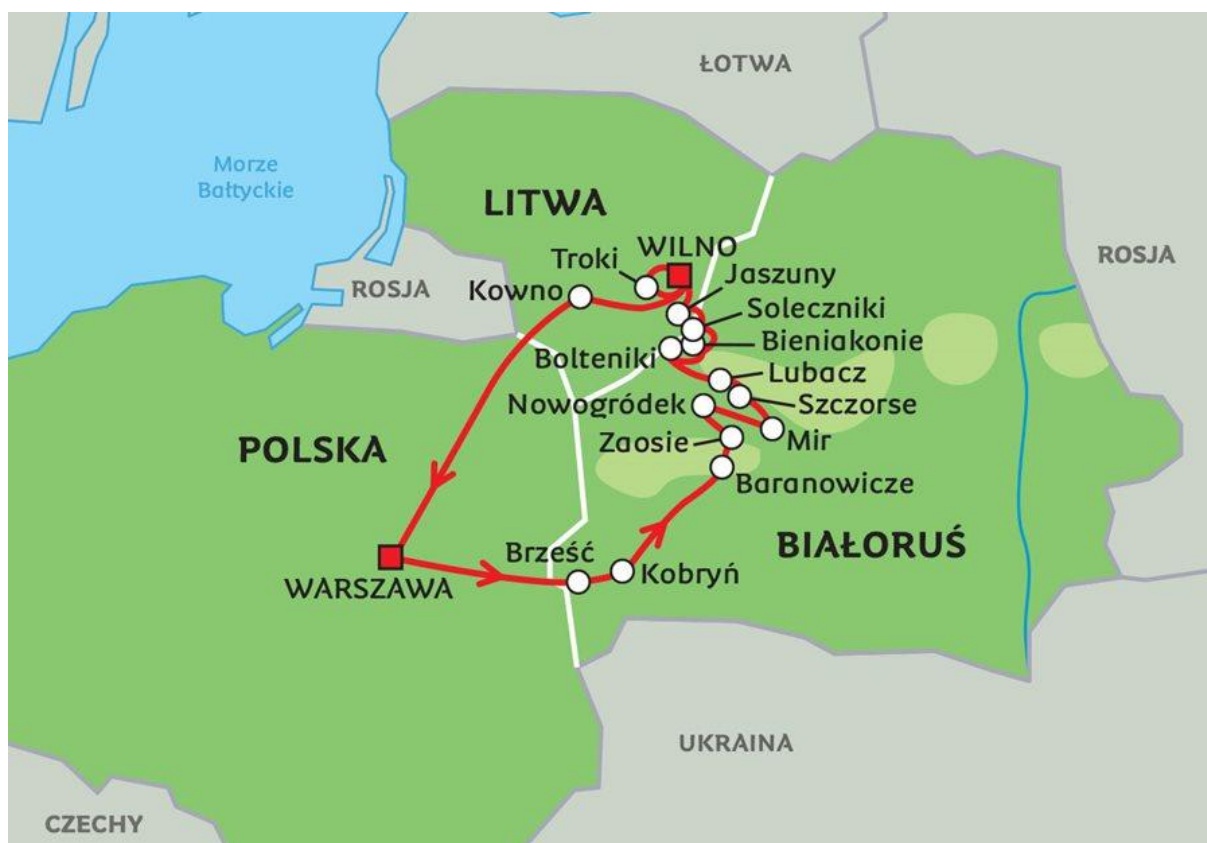 ŁOTWA
Morze
Bałtyckie
LITWA
WILNO
Troki
ROSJA
Jaszuny
ROSJA
Kowno
Soleczniki
Bieniakonie
Bolteniki
Lubacz
Nowogródek
Szczorse
Zaosie
Mir
POLSKA
Baranowicze
BIAŁORUŚ
Brześć
Kobryń
WARSZAWA
UKRAINA
CZECHY